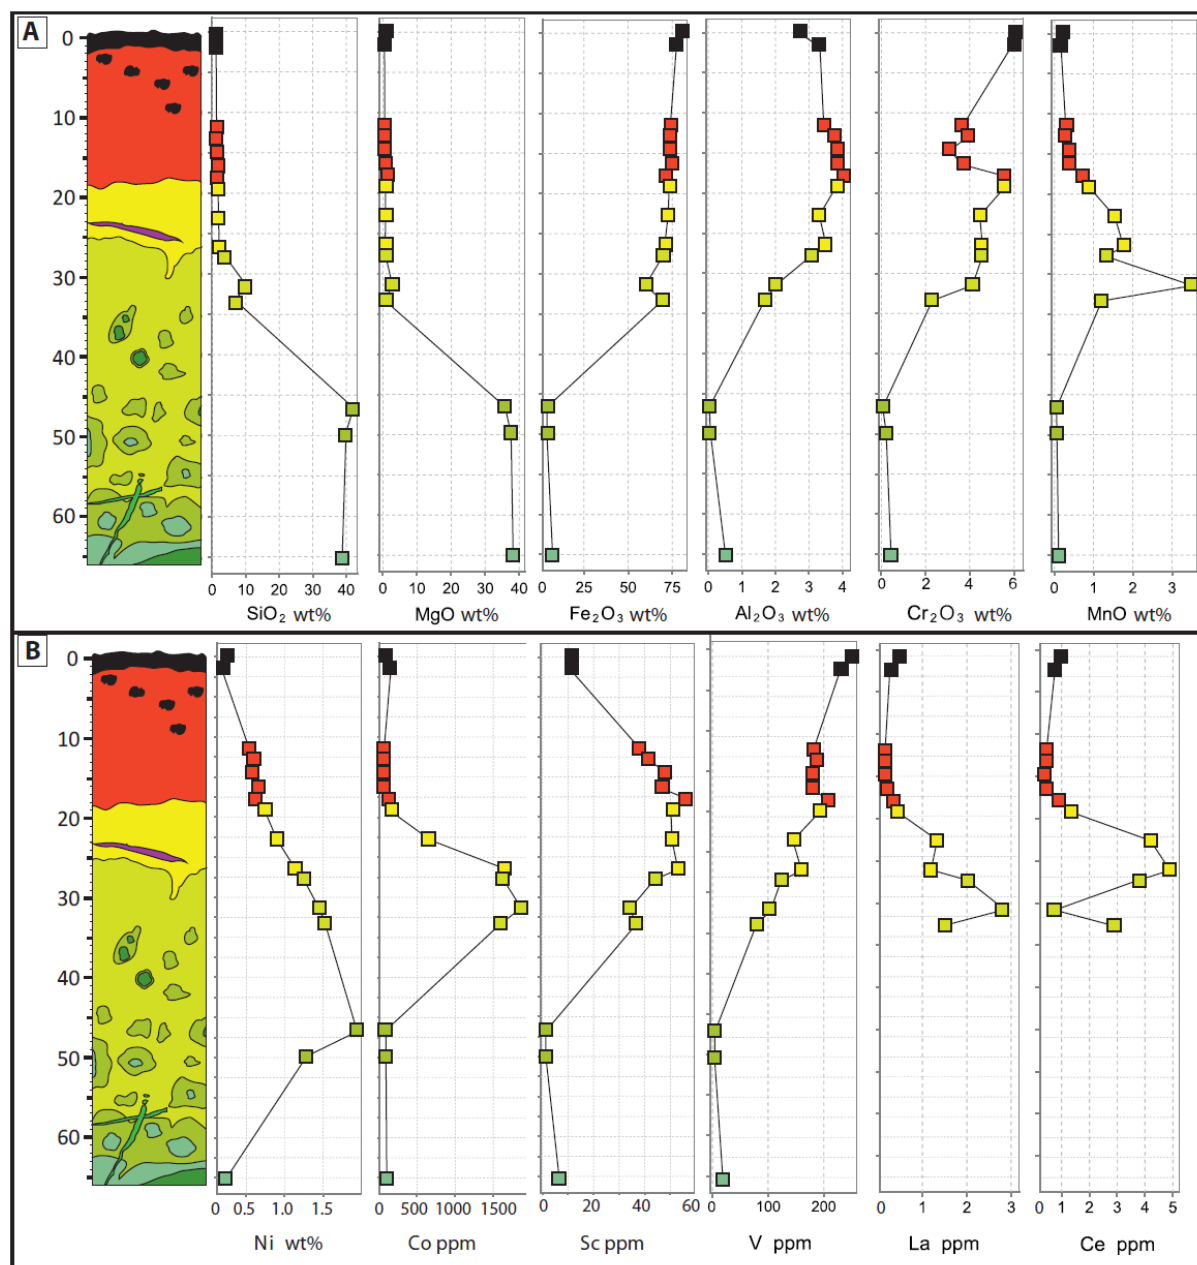 A
0
10
20
30
40
50
60
0 10 20 30 40
SiO₂ wt%
0 10 20 30 40
MgO wt%
0 25 50 75
Fe₂O₃ wt%
0 1 2 3 4
Al₂O₃ wt%
0 2 4 6
Cr₂O₃ wt%
0 1 2 3
MnO wt%
B
0
10
20
30
40
50
60
0 0.5 1.0 1.5
Ni wt%
0 500 1000 1500
Co ppm
0 20 40 60
Sc ppm
0 100 200
V ppm
0 1 2 3
La ppm
0 1 2 3 4 5
Ce ppm